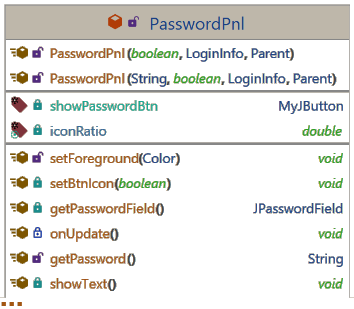 PasswordPnl
PasswordPnl(boolean, LoginInfo, Parent)
PasswordPnl(String, boolean, LoginInfo, Parent)
showPasswordBtn MyJButton
iconRatio double
setForeground(Color) void
setBtnIcon(boolean) void
getPasswordField() JPasswordField
onUpdate() void
getPassword() String
showText() void